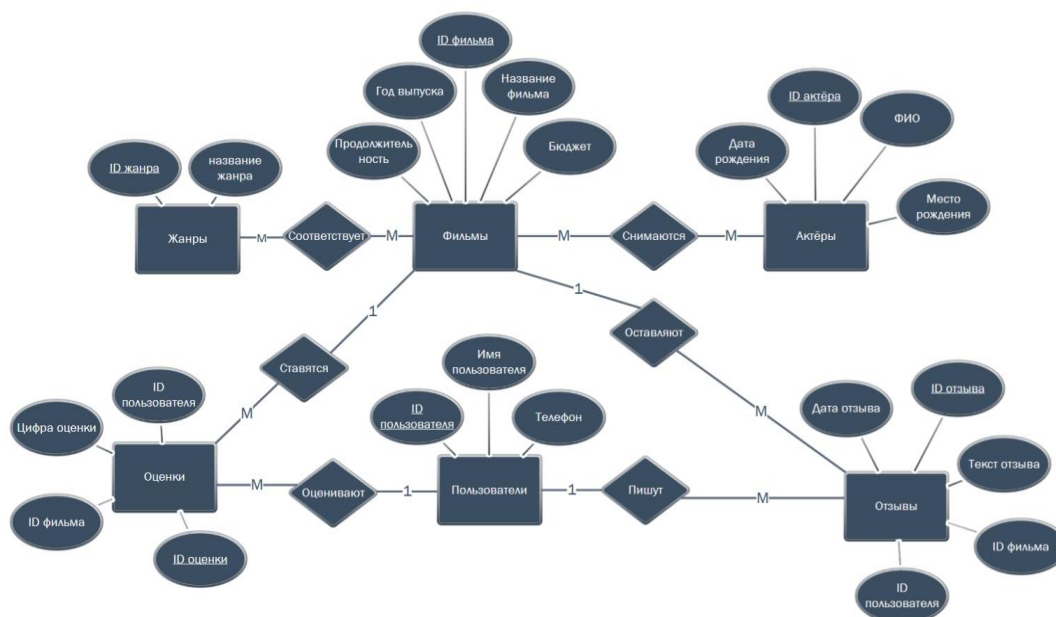 ID фильма
Год выпуска
Название
фильма
Продолжитель
ность
Бюджет
ID жанра
название
жанра
ID актёра
ФИО
Дата
рождения
Место
рождения
Жанры
М
Соответствует
М
Фильмы
М
Снимаются
М
Актёры
1
1
Ставятся
Оставляют
М
М
ID
пользователя
Цифра оценки
Оценки
ID фильма
ID оценки
Имя
пользователя
ID
пользователя
Телефон
М
Оценивают
1
Пользователи
1
Пишут
М
Дата отзыва
ID отзыва
Текст отзыва
Отзывы
ID фильма
ID
пользователя